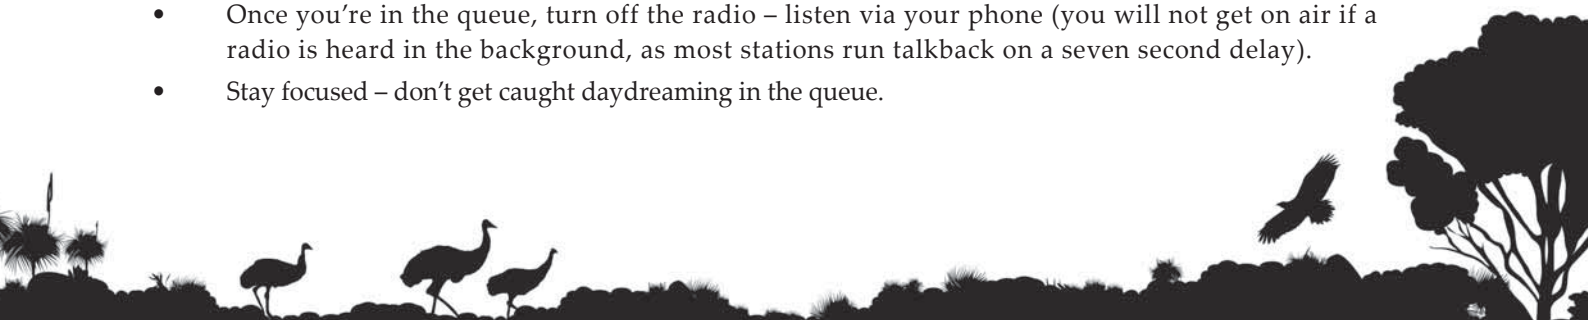 • Once you’re in the queue, turn off the radio – listen via your phone (you will not get on air if a
radio is heard in the background, as most stations run talkback on a seven second delay).
• Stay focused – don’t get caught daydreaming in the queue.